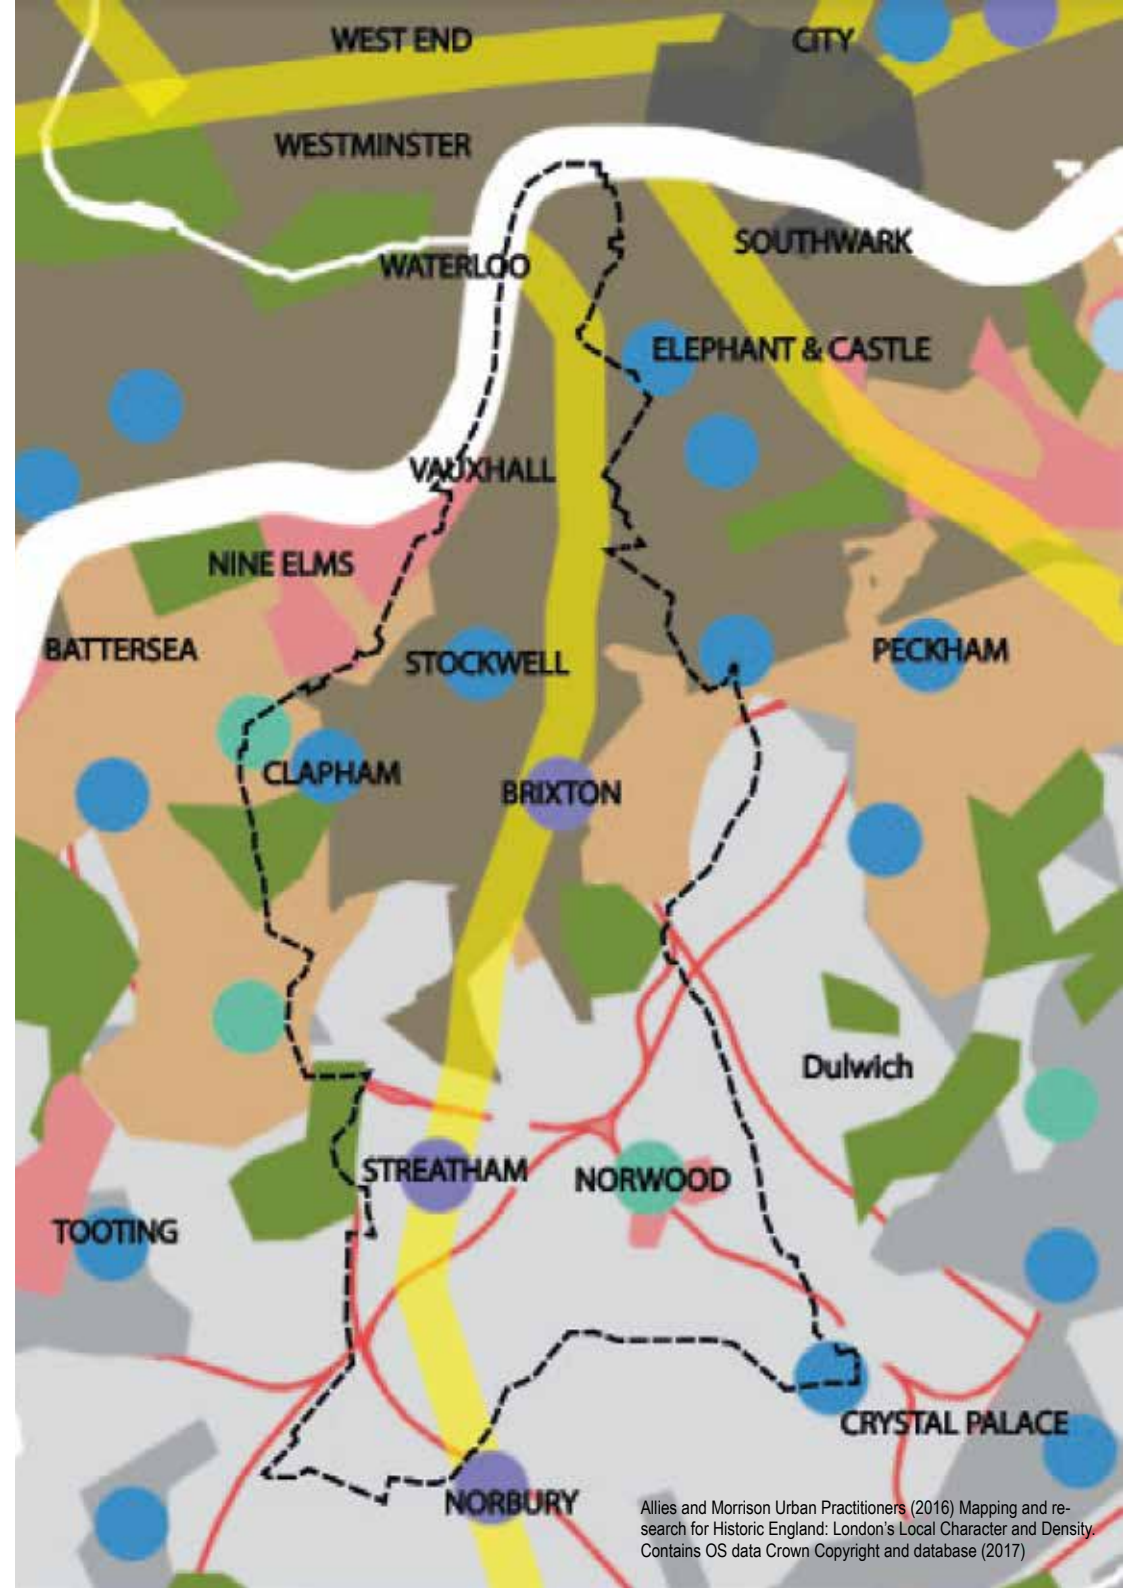 WEST END
CITY
WESTMINSTER
SOUTHWARK
WATERLOO
ELEPHANT & CASTLE
VAUXHALL
NINE ELMS
BATTERSEA
STOCKWELL
PECKHAM
CLAPHAM
BRIXTON
Dulwich
STREATHAM
NORWOOD
TOOTING
CRYSTAL PALACE
NORBURY
Allies and Morrison Urban Practitioners (2016) Mapping and re-
search for Historic England: London's Local Character and Density.
Contains OS data Crown Copyright and database (2017)